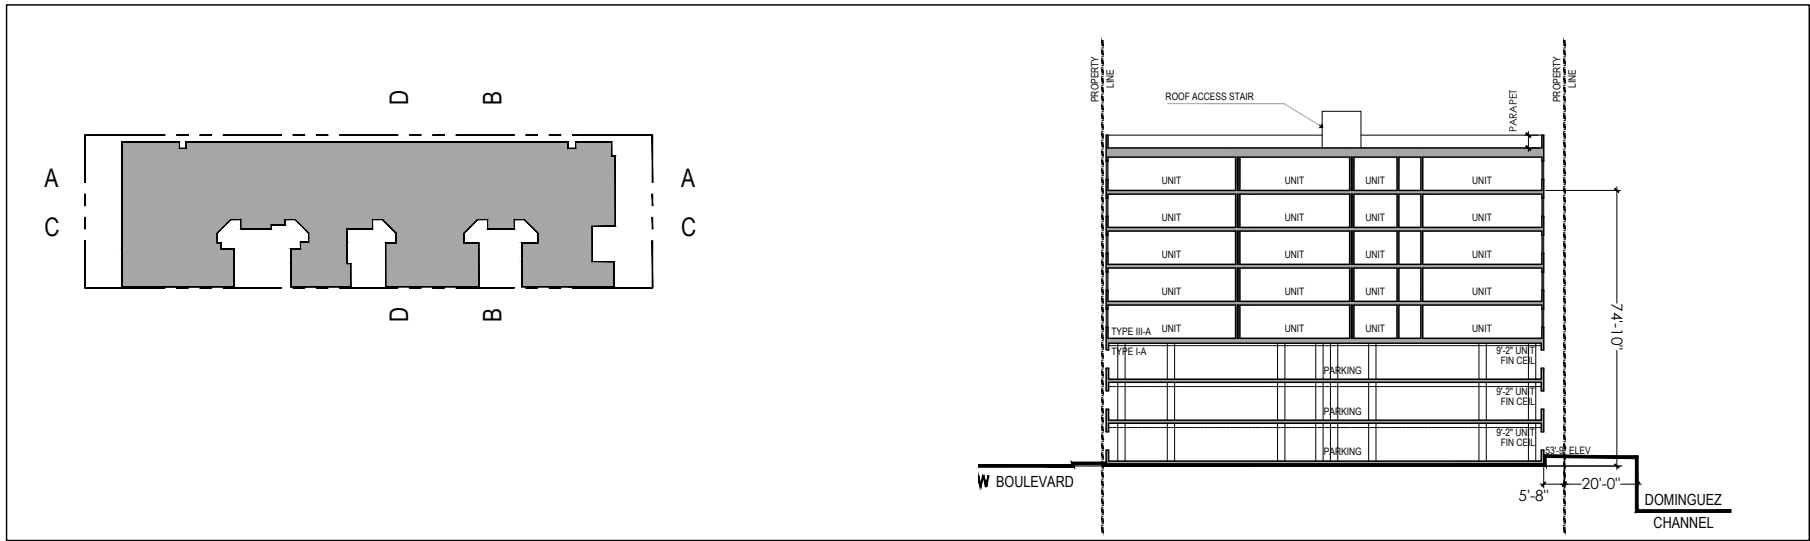 D B
A A
C C
D B
PROPERTY
LINE
PROPERTY
LINE
ROOF ACCESS STAIR
PARAPET
UNIT UNIT UNIT UNIT
UNIT UNIT UNIT UNIT
UNIT UNIT UNIT UNIT
UNIT UNIT UNIT UNIT
TYPE III-A UNIT UNIT UNIT UNIT
TYPE I-A
74'-10"
9'-2" UNIT
FIN CEIL
PARKING
9'-2" UNIT
FIN CEIL
PARKING
9'-2" UNIT
FIN CEIL
PARKING
53'-9" ELEV
W BOULEVARD
5'-8" 20'-0"
DOMINGUEZ
CHANNEL